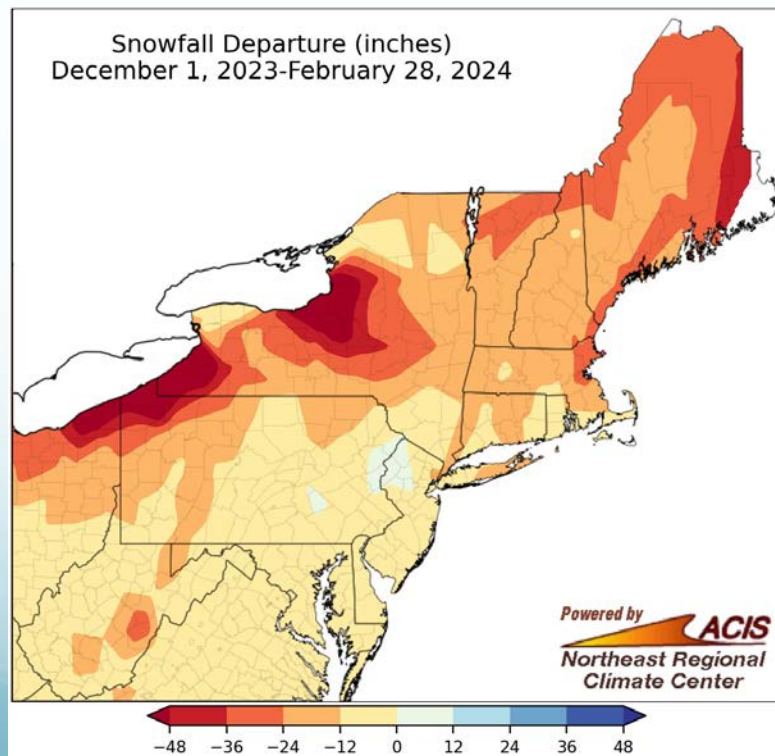 Snowfall Departure (inches)
December 1, 2023-February 28, 2024
Powered by
ACIS
Northeast Regional
Climate Center
−48 −36 −24 −12 0 12 24 36 48